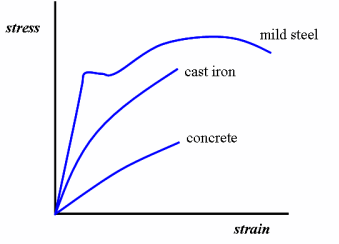 stress
mild steel
cast iron
concrete
strain